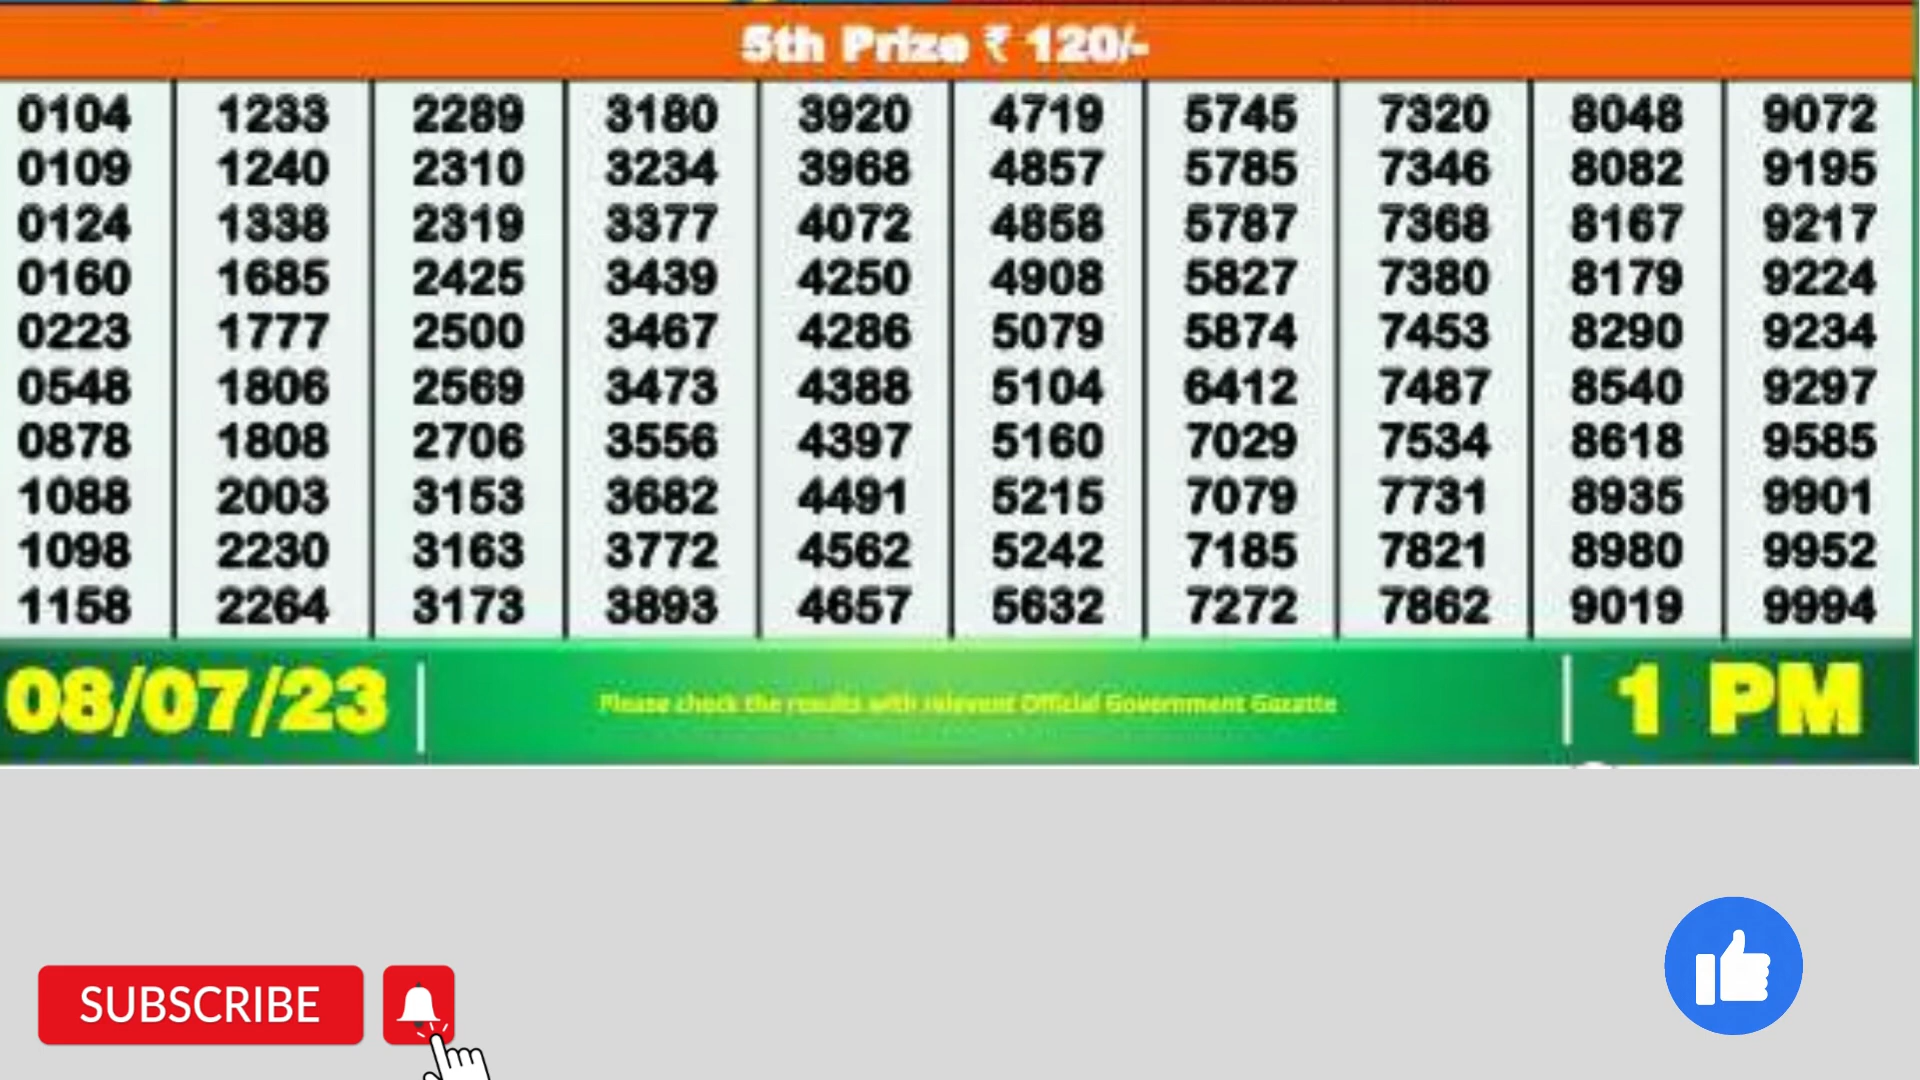 5th Prize ₹ 120/-
0104 1233 2289 3180 3920 4719 5745 7320 8048 9072
0109 1240 2310 3234 3968 4857 5785 7346 8082 9195
0124 1338 2319 3377 4072 4858 5787 7368 8167 9217
0160 1685 2425 3439 4250 4908 5827 7380 8179 9224
0223 1777 2500 3467 4286 5079 5874 7453 8290 9234
0548 1806 2569 3473 4388 5104 6412 7487 8540 9297
0878 1808 2706 3556 4397 5160 7029 7534 8618 9585
1088 2003 3153 3682 4491 5215 7079 7731 8935 9901
1098 2230 3163 3772 4562 5242 7185 7821 8980 9952
1158 2264 3173 3893 4657 5632 7272 7862 9019 9994
08/07/23 Please check the results with relevent Official Government Gazatte 1 PM
SUBSCRIBE